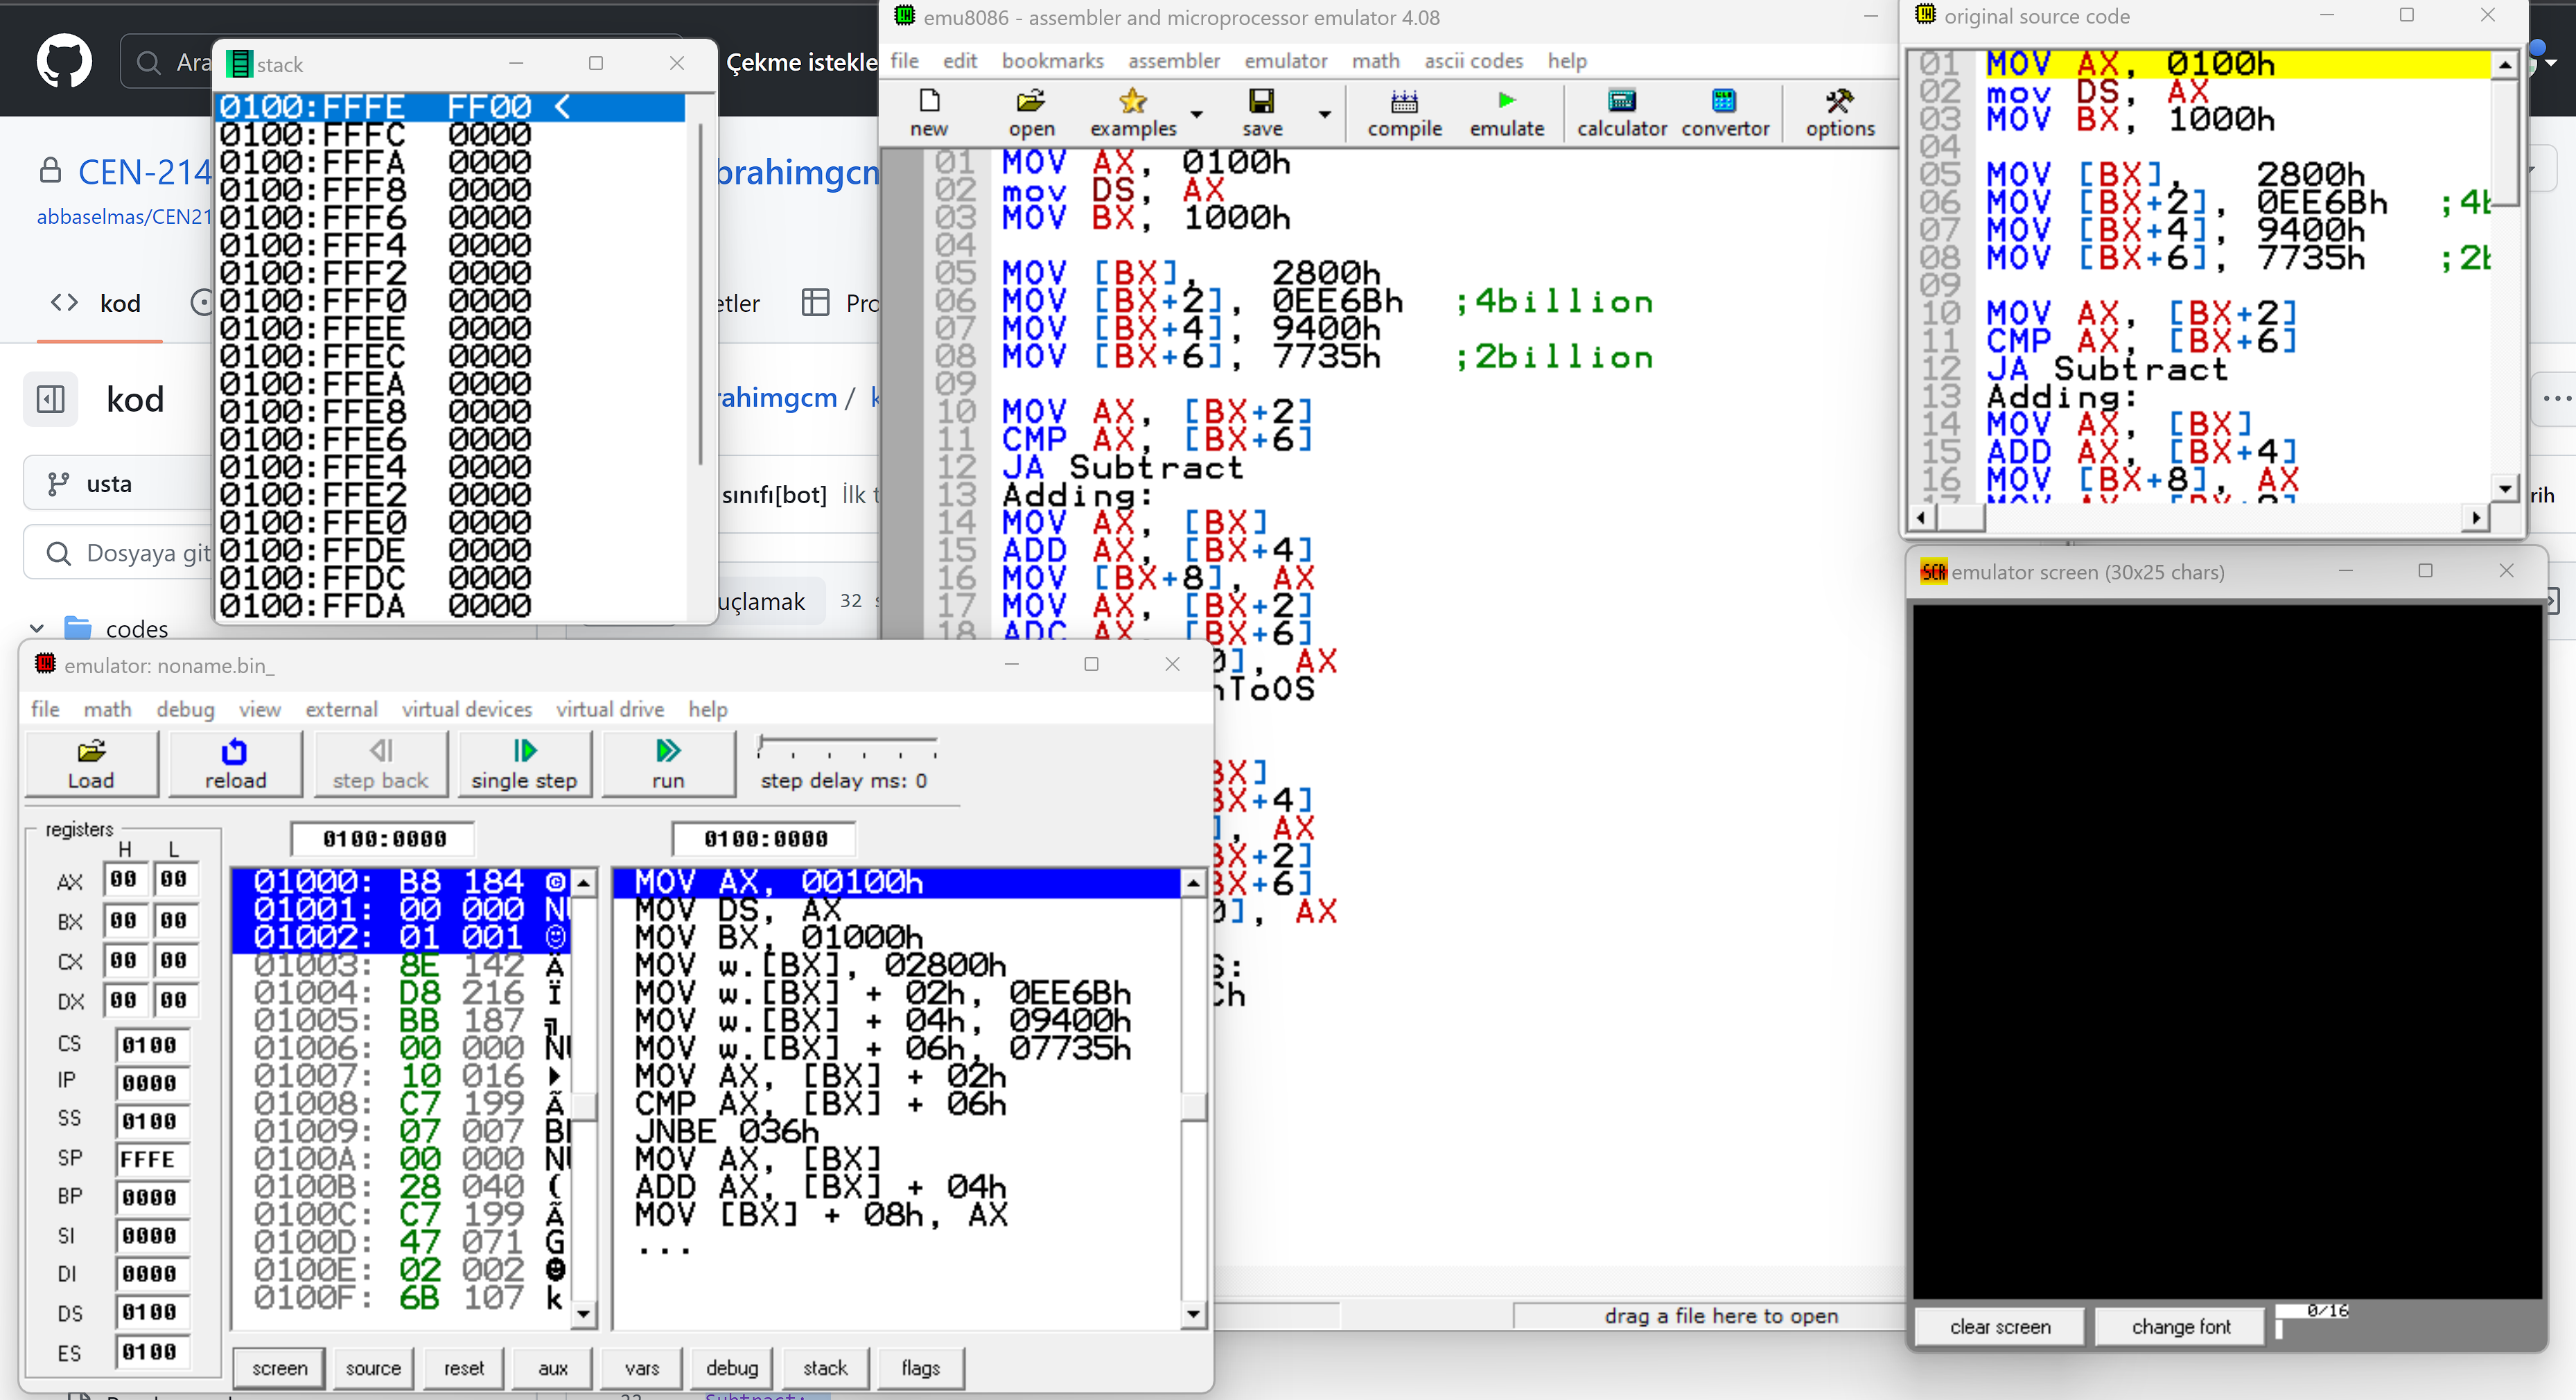 Ara
Çekme istekle
CEN-214
brahimgcm
abbaselmas/CEN21
kod
etler
Pro
kod
rahimgcm /
usta
sınıfı[bot] İlk t
Dosyaya git
uçlamak
32 s
codes
rih
stack
0100:FFFE FF00 <
0100:FFFC 0000
0100:FFFA 0000
0100:FFF8 0000
0100:FFF6 0000
0100:FFF4 0000
0100:FFF2 0000
0100:FFF0 0000
0100:FFEE 0000
0100:FFEC 0000
0100:FFEA 0000
0100:FFE8 0000
0100:FFE6 0000
0100:FFE4 0000
0100:FFE2 0000
0100:FFE0 0000
0100:FFDE 0000
0100:FFDC 0000
0100:FFDA 0000
emu8086 - assembler and microprocessor emulator 4.08
file edit bookmarks assembler emulator math ascii codes help
new open examples save compile emulate calculator convertor options
01 MOV AX, 0100h
02 mov DS, AX
03 MOV BX, 1000h
04
05 MOV [BX], 2800h
06 MOV [BX+2], 0EE6Bh ;4billion
07 MOV [BX+4], 9400h
08 MOV [BX+6], 7735h ;2billion
09
10 MOV AX, [BX+2]
11 CMP AX, [BX+6]
12 JA Subtract
13 Adding:
14 MOV AX, [BX]
15 ADD AX, [BX+4]
16 MOV [BX+8], AX
17 MOV AX, [BX+2]
18 ADC AX, [BX+6]
0], AX
nToOS
BX]
BX+4]
], AX
BX+2]
BX+6]
0], AX
S:
Ch
drag a file here to open
original source code
01 MOV AX, 0100h
02 mov DS, AX
03 MOV BX, 1000h
04
05 MOV [BX], 2800h
06 MOV [BX+2], 0EE6Bh ;4b
07 MOV [BX+4], 9400h
08 MOV [BX+6], 7735h ;2b
09
10 MOV AX, [BX+2]
11 CMP AX, [BX+6]
12 JA Subtract
13 Adding:
14 MOV AX, [BX]
15 ADD AX, [BX+4]
16 MOV [BX+8], AX
SCR emulator screen (30x25 chars)
clear screen change font 0/16
emulator: noname.bin_
file math debug view external virtual devices virtual drive help
Load reload step back single step run step delay ms: 0
registers
H L
AX 00 00
BX 00 00
CX 00 00
DX 00 00
CS 0100
IP 0000
SS 0100
SP FFFE
BP 0000
SI 0000
DI 0000
DS 0100
ES 0100
0100:0000
01000: B8 184
01001: 00 000 NU
01002: 01 001 ☺
01003: 8E 142 Ä
01004: D8 216 Ï
01005: BB 187 ╗
01006: 00 000 NU
01007: 10 016 ►
01008: C7 199 Ã
01009: 07 007 BE
0100A: 00 000 NU
0100B: 28 040 (
0100C: C7 199 Ã
0100D: 47 071 G
0100E: 02 002 ☻
0100F: 6B 107 k
0100:0000
MOV AX, 00100h
MOV DS, AX
MOV BX, 01000h
MOV w.[BX], 02800h
MOV w.[BX] + 02h, 0EE6Bh
MOV w.[BX] + 04h, 09400h
MOV w.[BX] + 06h, 07735h
MOV AX, [BX] + 02h
CMP AX, [BX] + 06h
JNBE 036h
MOV AX, [BX]
ADD AX, [BX] + 04h
MOV [BX] + 08h, AX
...
screen source reset aux vars debug stack flags